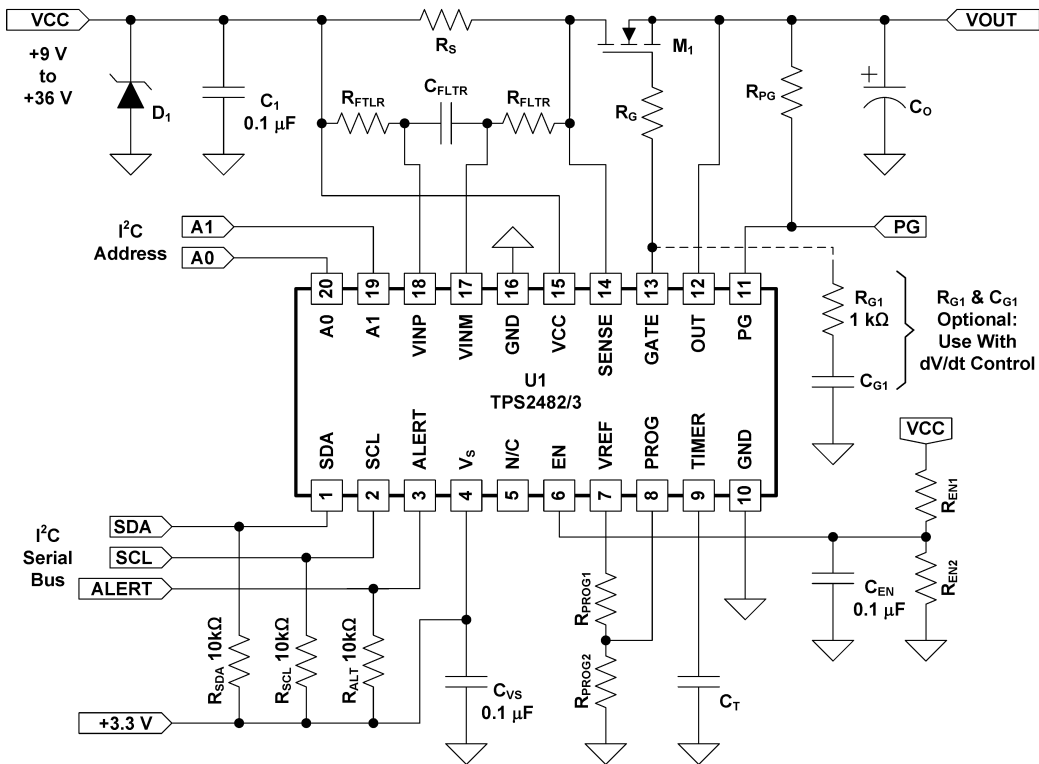 VCC
VOUT
+9 V
to
+36 V
D1
C1
0.1 μF
RS
RFTLR
CFLTR
RFLTR
M1
RG
RPG
+
CO
I2C
Address
A1
A0
PG
20
19
18
17
16
15
14
13
12
11
A0
A1
VINP
VINM
GND
VCC
SENSE
GATE
OUT
PG
RG1
1 kΩ
CG1
RG1 & CG1
Optional:
Use With
dV/dt Control
U1
TPS2482/3
SDA
SCL
ALERT
VS
N/C
EN
VREF
PROG
TIMER
GND
1
2
3
4
5
6
7
8
9
10
VCC
REN1
REN2
CEN
0.1 μF
I2C
Serial
Bus
SDA
SCL
ALERT
RSDA 10kΩ
RSCL 10kΩ
RALT 10kΩ
CVS
0.1 μF
RPROG1
RPROG2
CT
+3.3 V